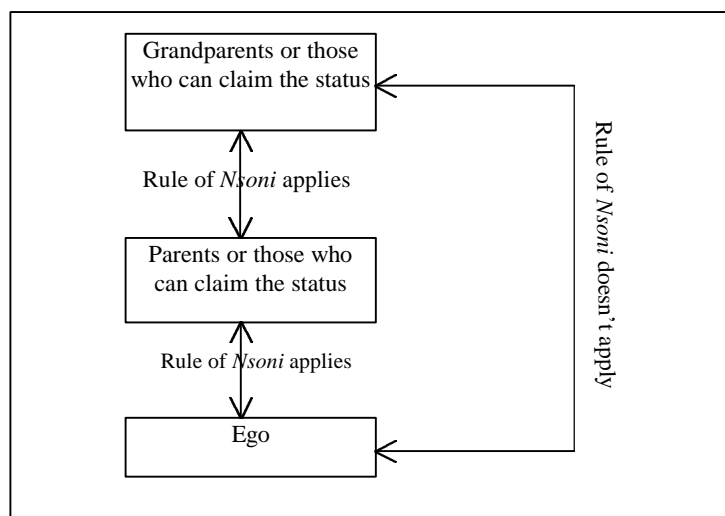 Grandparents or those
who can claim the status
Rule of Nsoni applies
Parents or those who
can claim the status
Rule of Nsoni applies
Ego
Rule of Nsoni doesn't apply